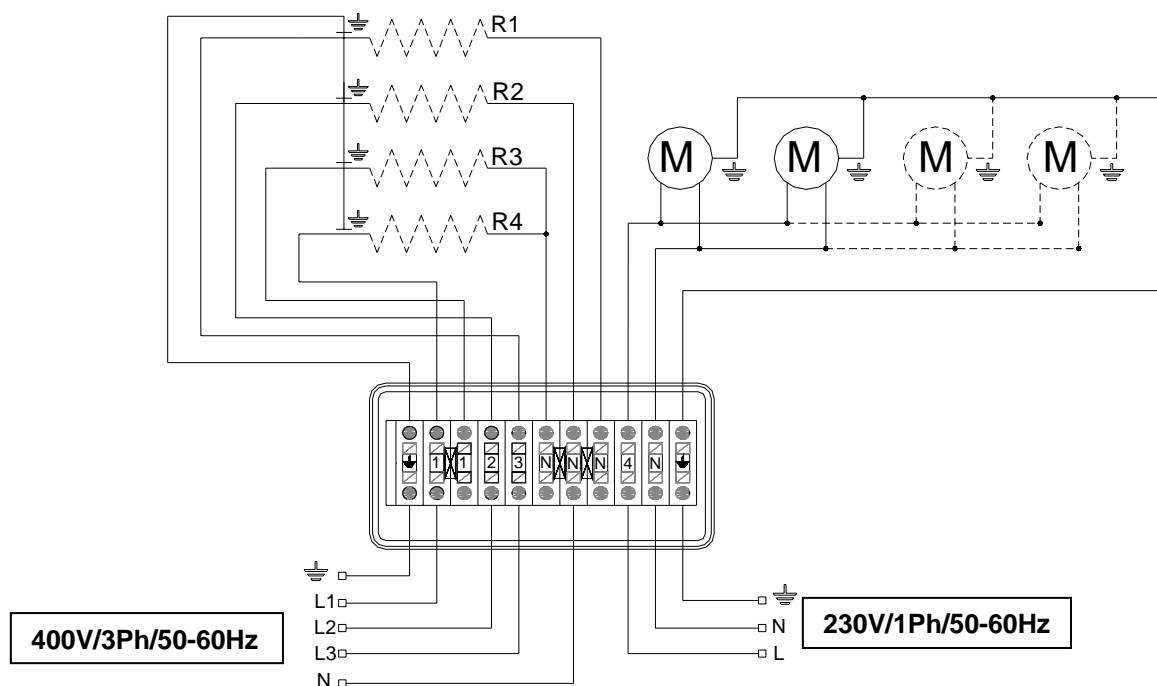 R1
R2
R3
R4
M M M M
1 1 2 3 N N N 4 N
L1
L2
L3
N
400V/3Ph/50-60Hz
N
L
230V/1Ph/50-60Hz